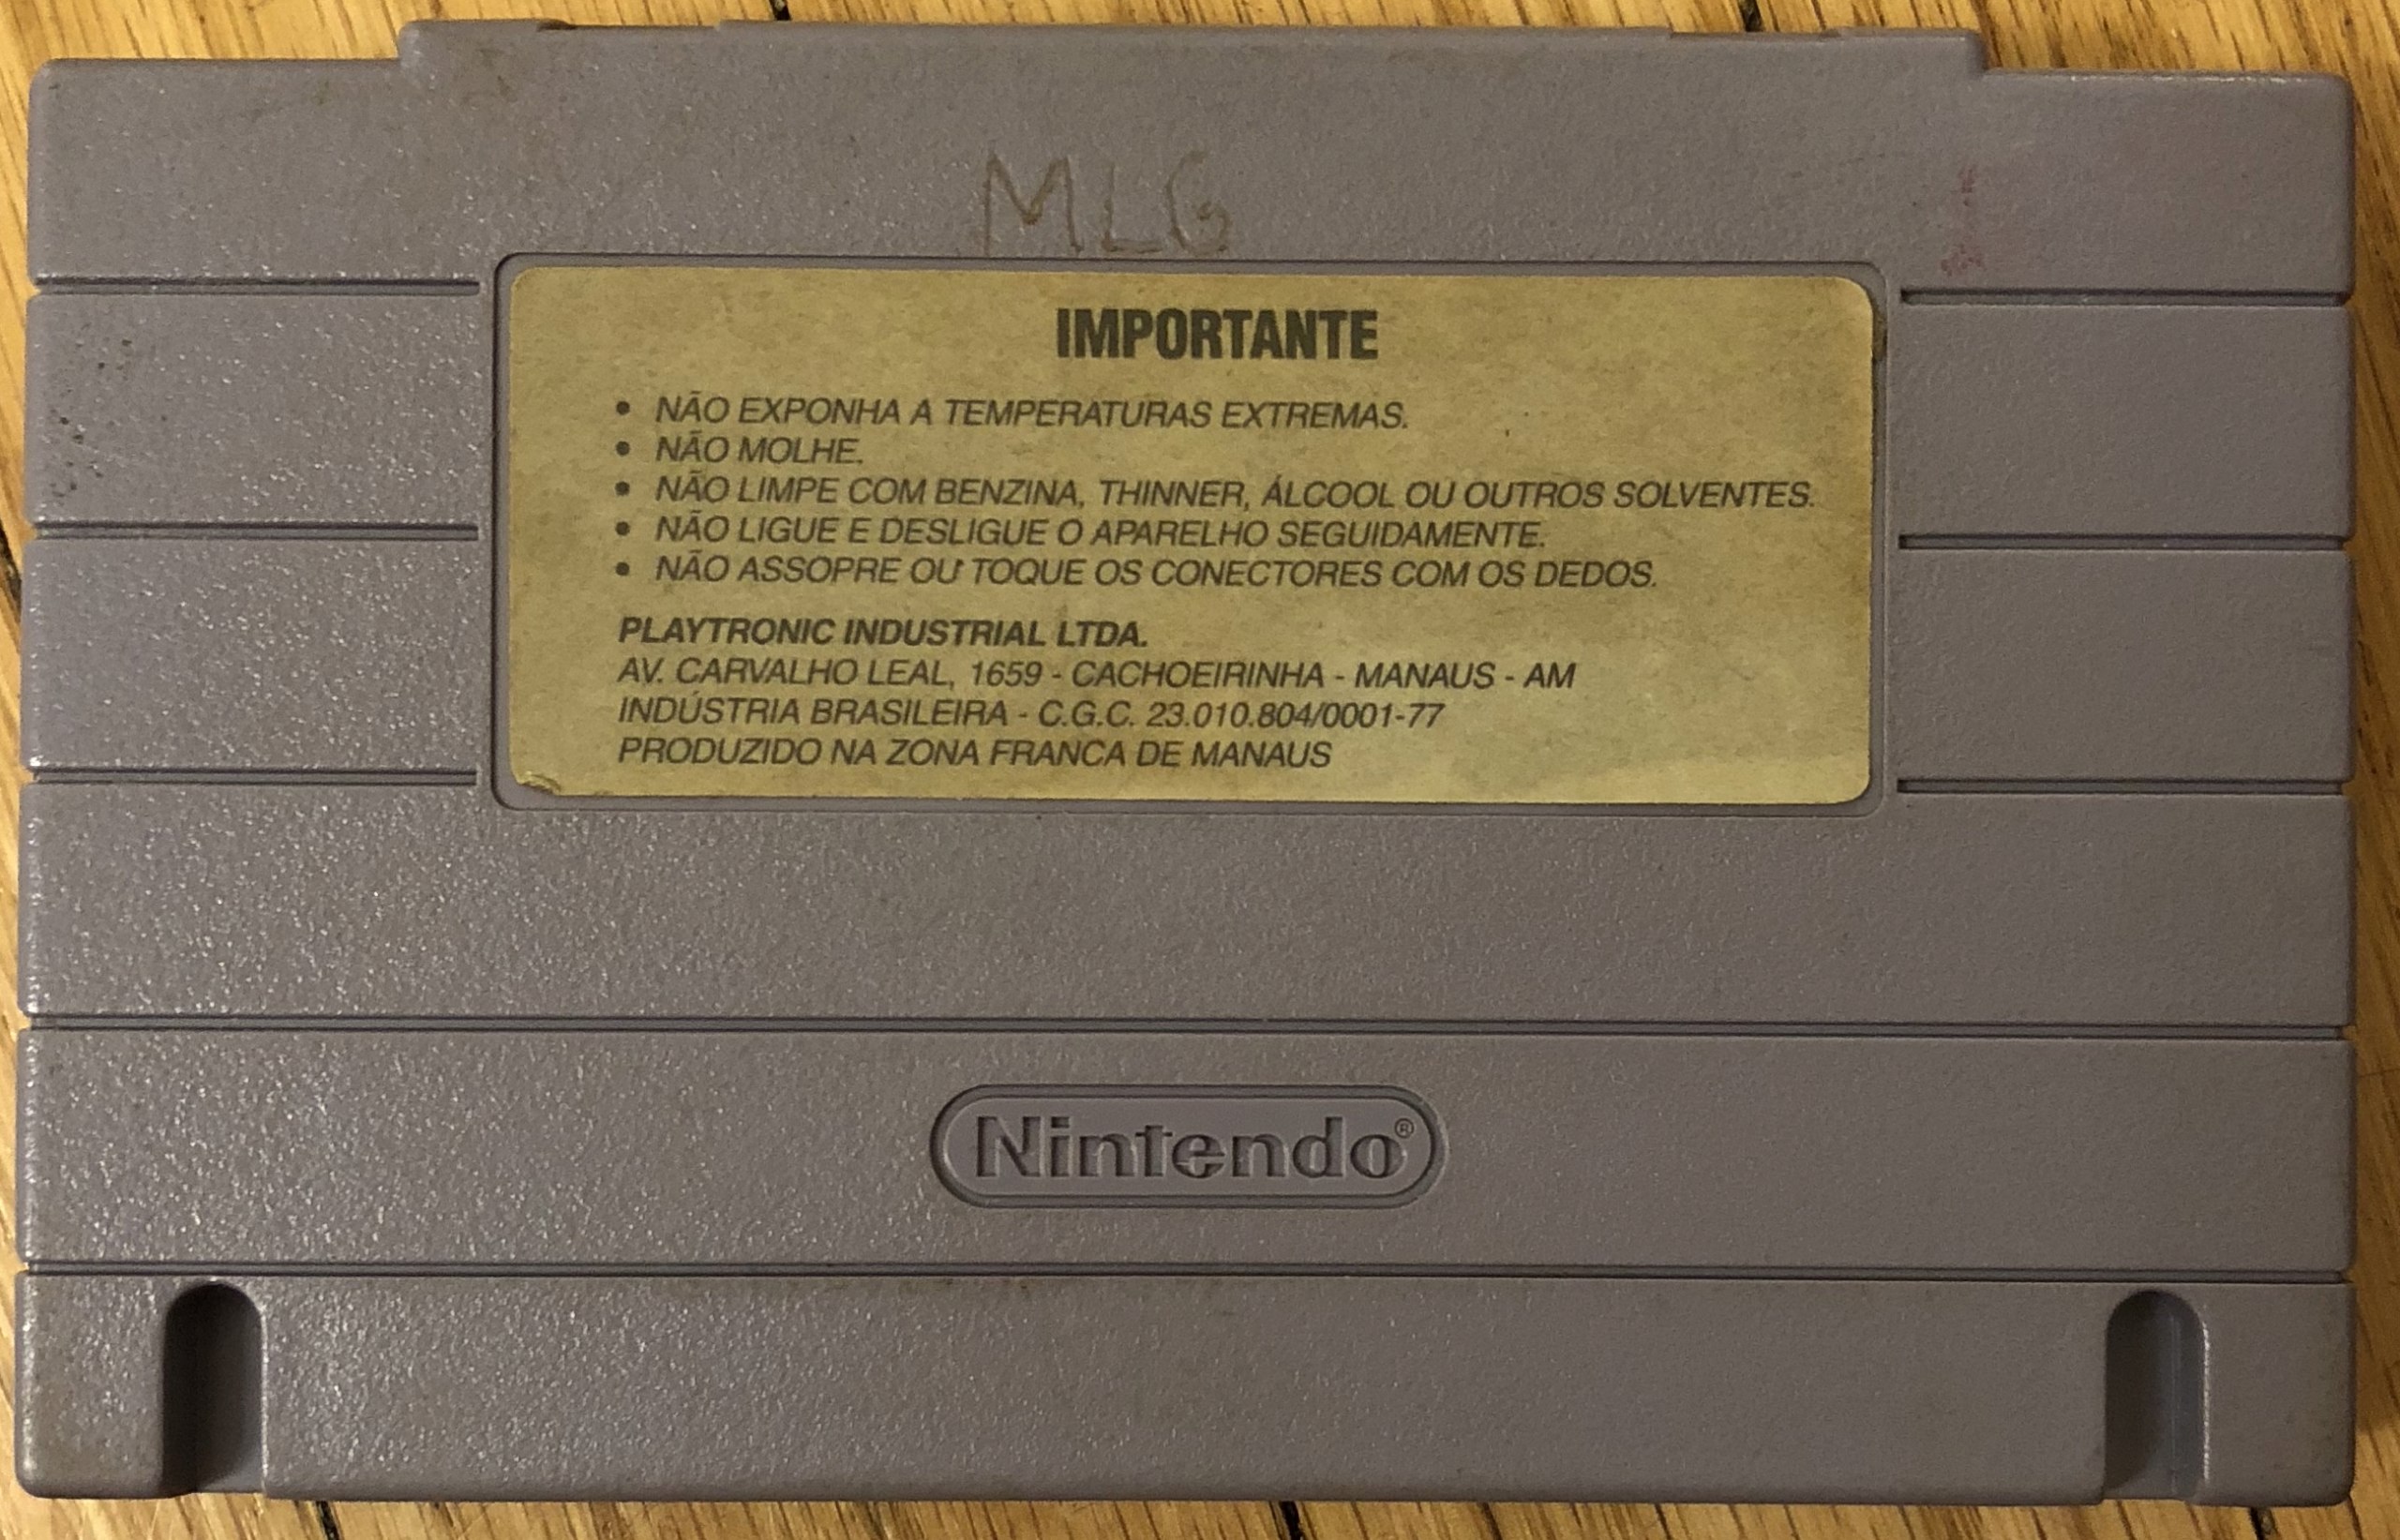 MLG
IMPORTANTE
• NÃO EXPONHA A TEMPERATURAS EXTREMAS.
• NÃO MOLHE.
• NÃO LIMPE COM BENZINA, THINNER, ÁLCOOL OU OUTROS SOLVENTES.
• NÃO LIGUE E DESLIGUE O APARELHO SEGUIDAMENTE.
• NÃO ASSOPRE OU TOQUE OS CONECTORES COM OS DEDOS.
PLAYTRONIC INDUSTRIAL LTDA.
AV. CARVALHO LEAL, 1659 - CACHOEIRINHA - MANAUS - AM
INDÚSTRIA BRASILEIRA - C.G.C. 23.010.804/0001-77
PRODUZIDO NA ZONA FRANCA DE MANAUS
Nintendo®